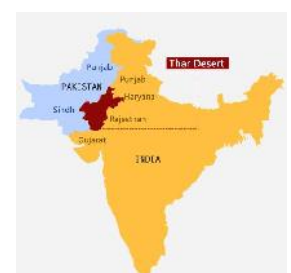 Punjab
Thar Desert
PAKISTAN
Punjab
Haryana
Sindh
Rajasthan
Gujarat
INDIA